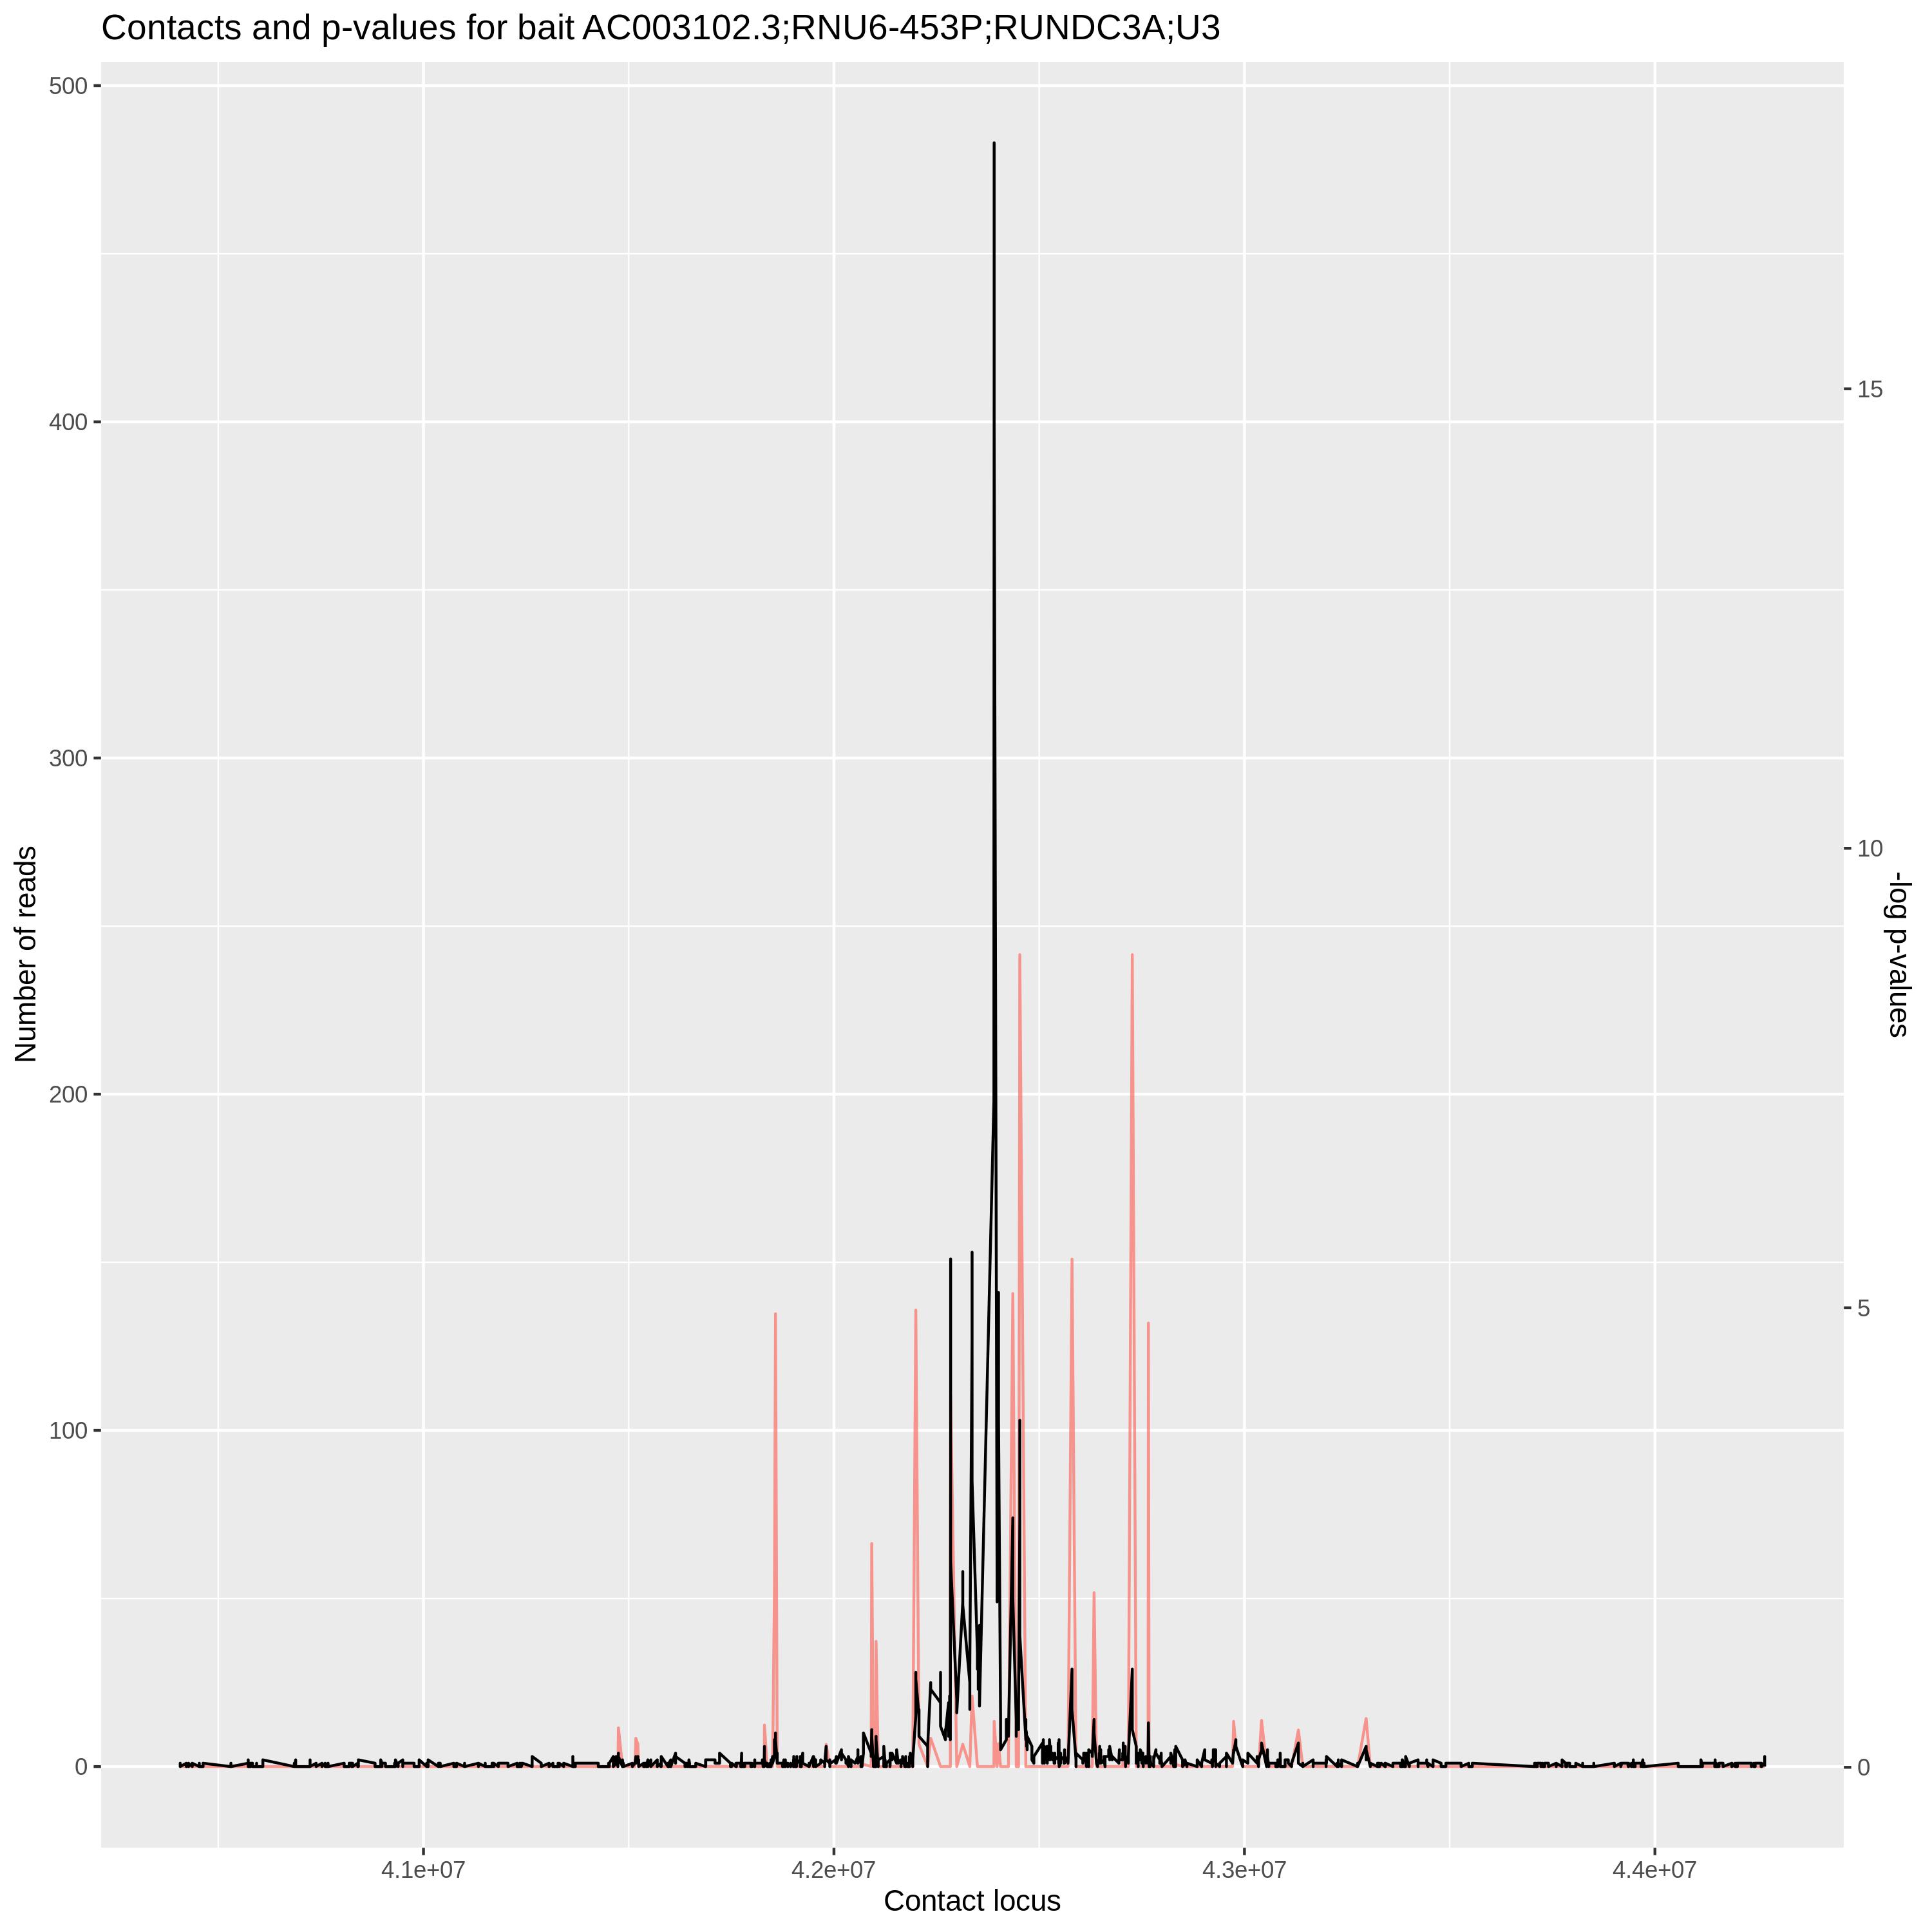 Contacts and p-values for bait AC003102.3;RNU6-453P;RUNDC3A;U3
500
400
300
200
100
0
Number of reads
15
10
5
0
-log p-values
4.1e+07
4.2e+07
4.3e+07
4.4e+07
Contact locus